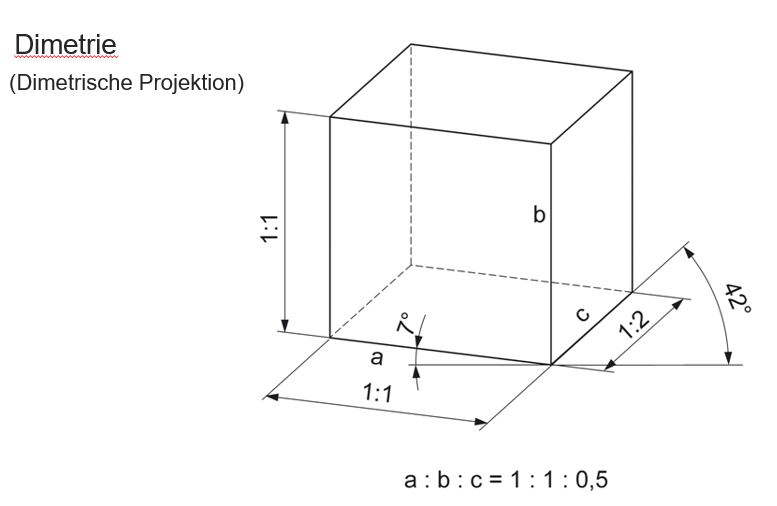 Dimetrie
(Dimetrische Projektion)
1:1
b
42°
c
1:2
7°
a
1:1
a : b : c = 1 : 1 : 0,5